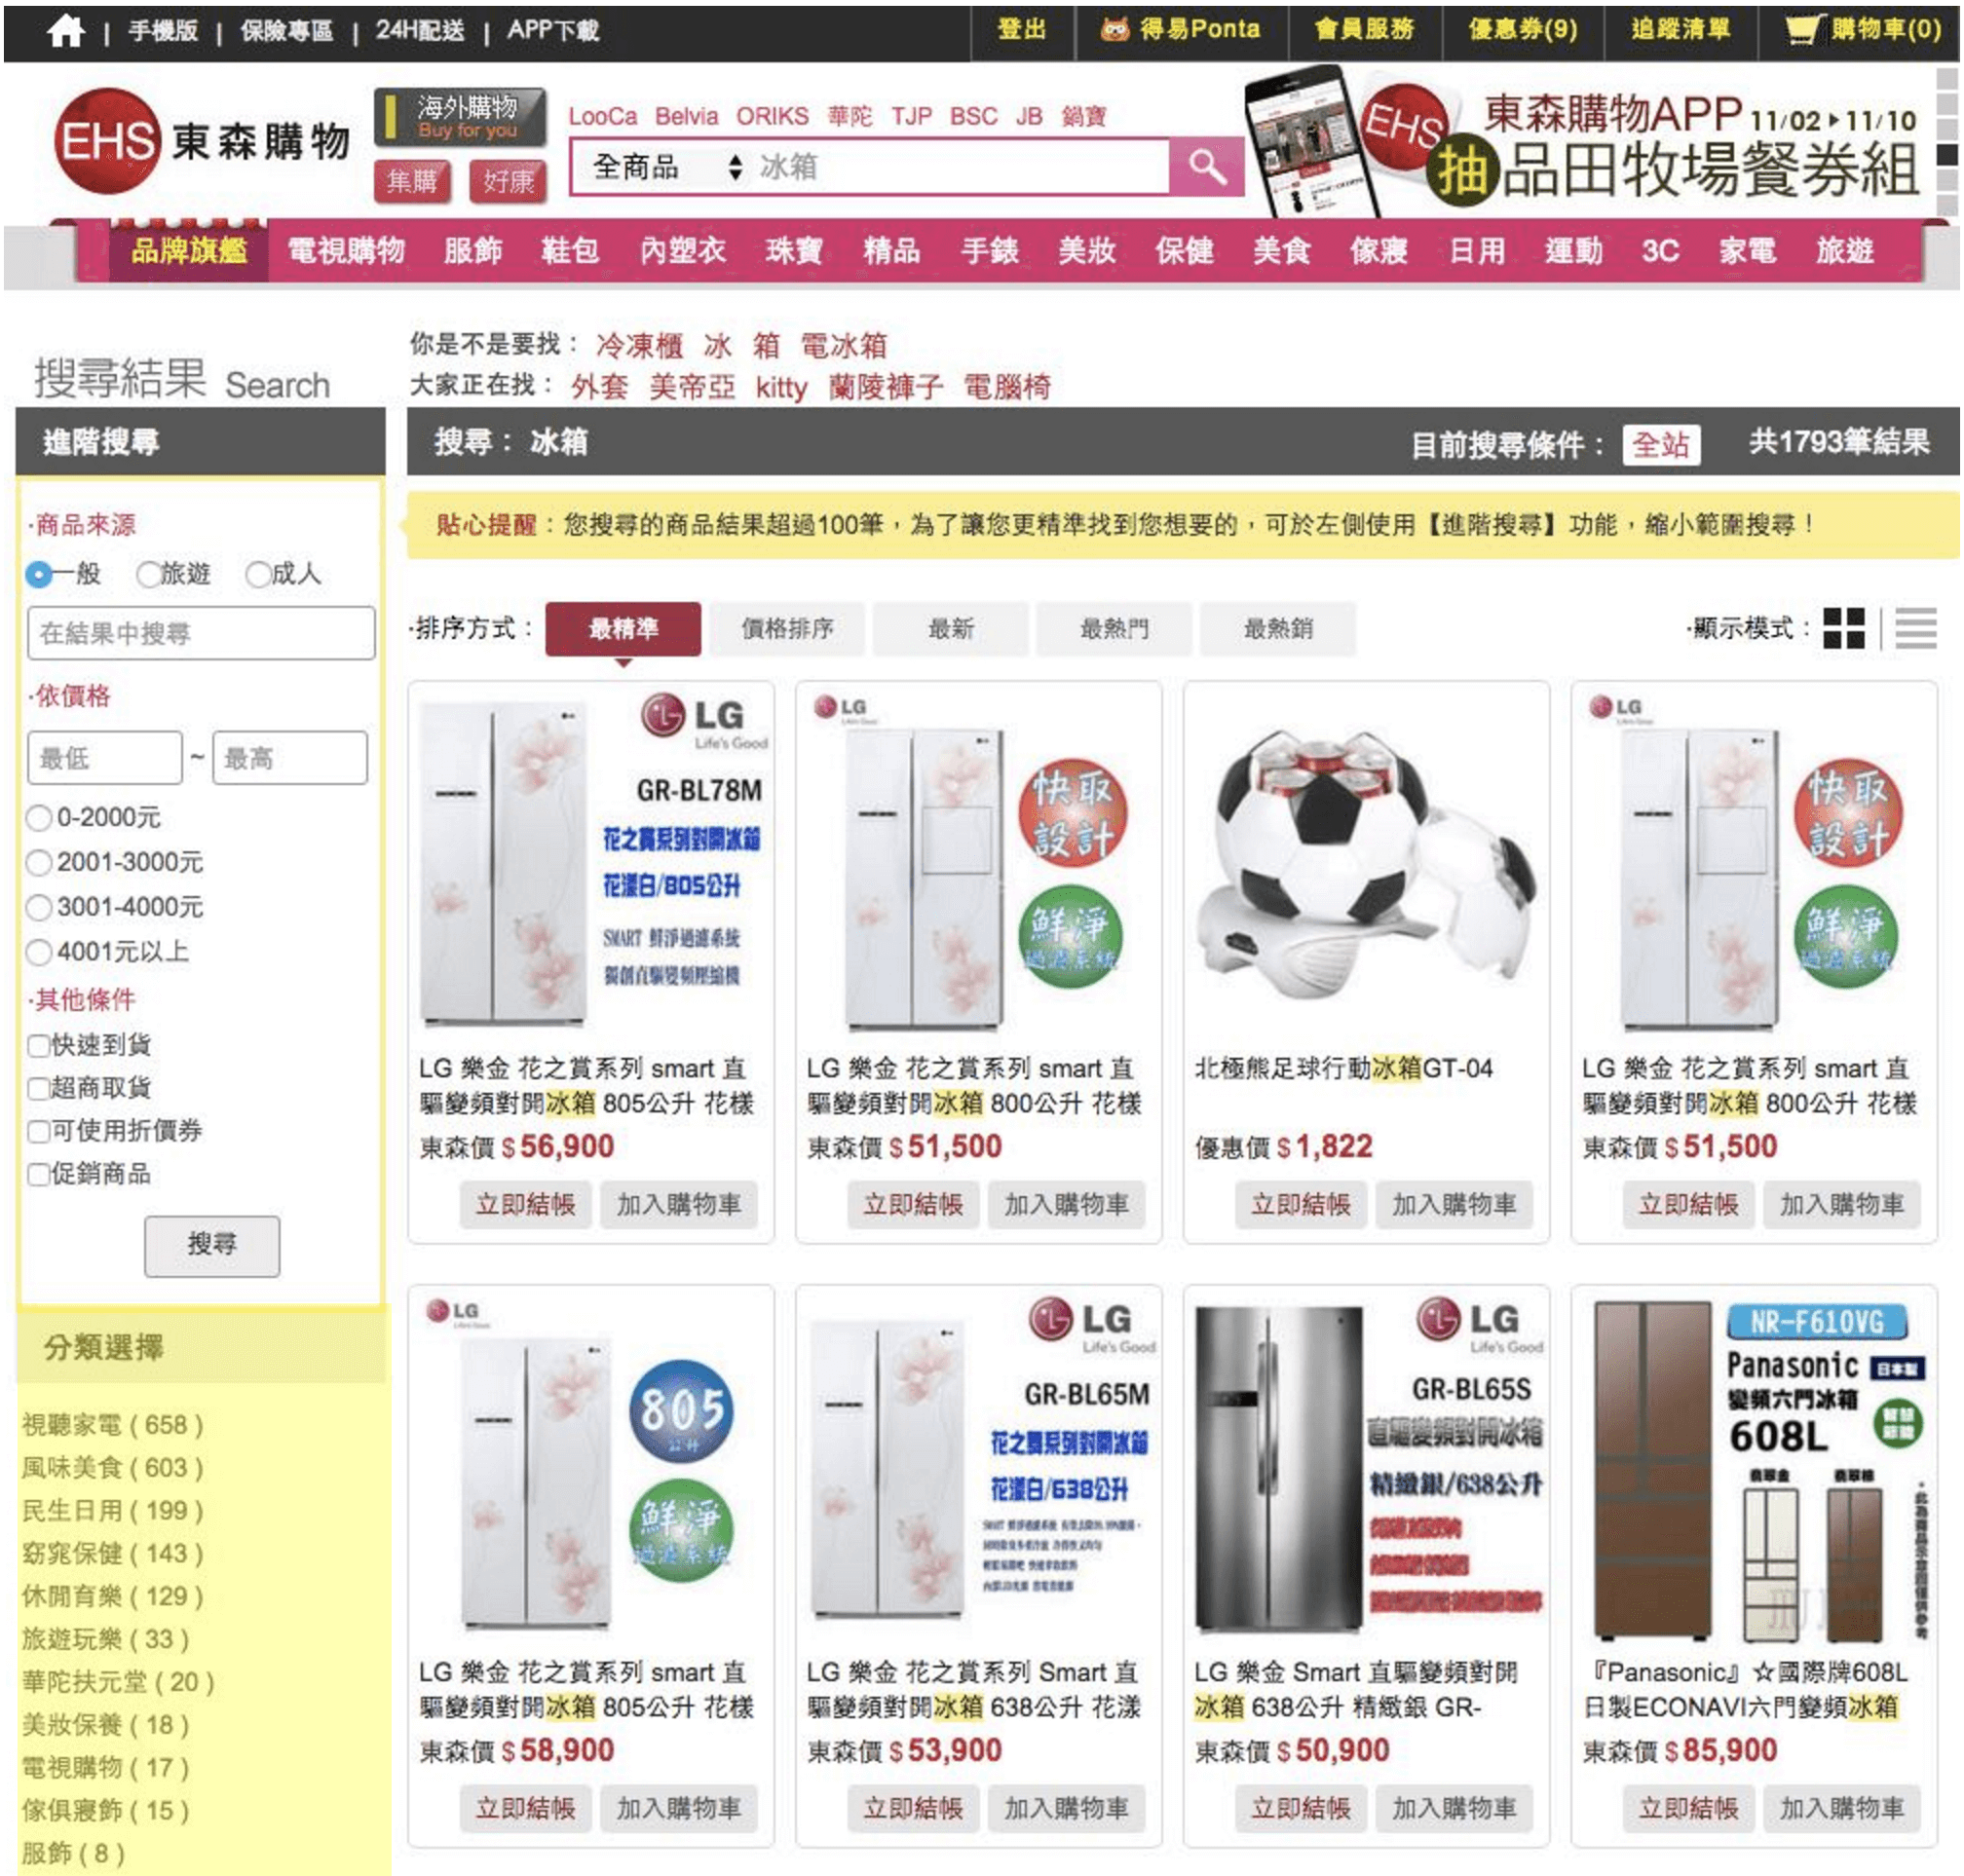 手機版 | 保險專區 | 24H配送 | APP下載
登出 得易Ponta 會員服務 優惠券(9) 追蹤清單 購物車(0)
EHS 東森購物
海外購物
Buy for you
集購 好康
LooCa Belvia ORIKS 華陀 TJP BSC JB 鍋寶
全商品 冰箱
EHS 東森購物APP 11/02▸11/10
抽品田牧場餐券組
品牌旗艦 電視購物 服飾 鞋包 內塑衣 珠寶 精品 手錶 美妝 保健 美食 傢寢 日用 運動 3C 家電 旅遊
搜尋結果 Search
你是不是要找： 冷凍櫃 冰 箱 電冰箱
大家正在找： 外套 美帝亞 kitty 蘭陵褲子 電腦椅
進階搜尋
·商品來源
一般 旅遊 成人
在結果中搜尋
·依價格
最低 ~ 最高
0-2000元
2001-3000元
3001-4000元
4001元以上
·其他條件
快速到貨
超商取貨
可使用折價券
促銷商品
搜尋
分類選擇
視聽家電 ( 658 )
風味美食 ( 603 )
民生日用 ( 199 )
窈窕保健 ( 143 )
休閒育樂 ( 129 )
旅遊玩樂 ( 33 )
華陀扶元堂 ( 20 )
美妝保養 ( 18 )
電視購物 ( 17 )
傢俱寢飾 ( 15 )
服飾 ( 8 )
搜尋： 冰箱 目前搜尋條件： 全站 共1793筆結果
貼心提醒：您搜尋的商品結果超過100筆，為了讓您更精準找到您想要的，可於左側使用【進階搜尋】功能，縮小範圍搜尋！
·排序方式： 最精準 價格排序 最新 最熱門 最熱銷 ·顯示模式：
LG
Life's Good
GR-BL78M
花之賞系列對開冰箱
花漾白/805公升
SMART 鮮淨過濾系統
獨創直驅變頻壓縮機
LG 樂金 花之賞系列 smart 直
驅變頻對開冰箱 805公升 花樣
東森價 $ 56,900
立即結帳 加入購物車
LG
快取
設計
鮮淨
過濾系統
LG 樂金 花之賞系列 smart 直
驅變頻對開冰箱 800公升 花樣
東森價 $ 51,500
立即結帳 加入購物車
北極熊足球行動冰箱GT-04
優惠價 $ 1,822
立即結帳 加入購物車
LG
快取
設計
鮮淨
過濾系統
LG 樂金 花之賞系列 smart 直
驅變頻對開冰箱 800公升 花樣
東森價 $ 51,500
立即結帳 加入購物車
LG
805
公升
鮮淨
過濾系統
LG 樂金 花之賞系列 smart 直
驅變頻對開冰箱 805公升 花樣
東森價 $ 58,900
立即結帳 加入購物車
LG
Life's Good
GR-BL65M
花之賞系列對開冰箱
花漾白/638公升
LG 樂金 花之賞系列 Smart 直
驅變頻對開冰箱 638公升 花漾
東森價 $ 53,900
立即結帳 加入購物車
LG
Life's Good
GR-BL65S
直驅變頻對開冰箱
精緻銀/638公升
LG 樂金 Smart 直驅變頻對開
冰箱 638公升 精緻銀 GR-
東森價 $ 50,900
立即結帳 加入購物車
NR-F610VG
Panasonic 日本製
變頻六門冰箱
608L
智慧
節能
翡翠金 翡翠棕
『Panasonic』☆國際牌608L
日製ECONAVI六門變頻冰箱
東森價 $ 85,900
立即結帳 加入購物車